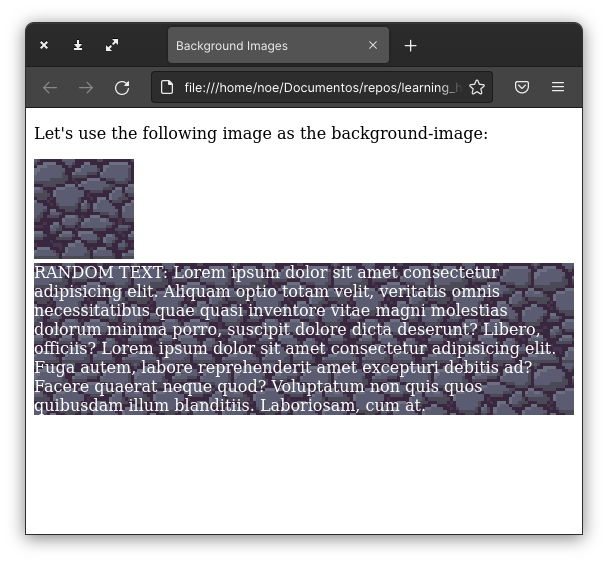 Background Images
file:///home/noe/Documentos/repos/learning_h
Let's use the following image as the background-image:
RANDOM TEXT: Lorem ipsum dolor sit amet consectetur
adipisicing elit. Aliquam optio totam velit, veritatis omnis
necessitatibus quae quasi inventore vitae magni molestias
dolorum minima porro, suscipit dolore dicta deserunt? Libero,
officiis? Lorem ipsum dolor sit amet consectetur adipisicing elit.
Fuga autem, labore reprehenderit amet excepturi debitis ad?
Facere quaerat neque quod? Voluptatum non quis quos
quibusdam illum blanditiis. Laboriosam, cum at.